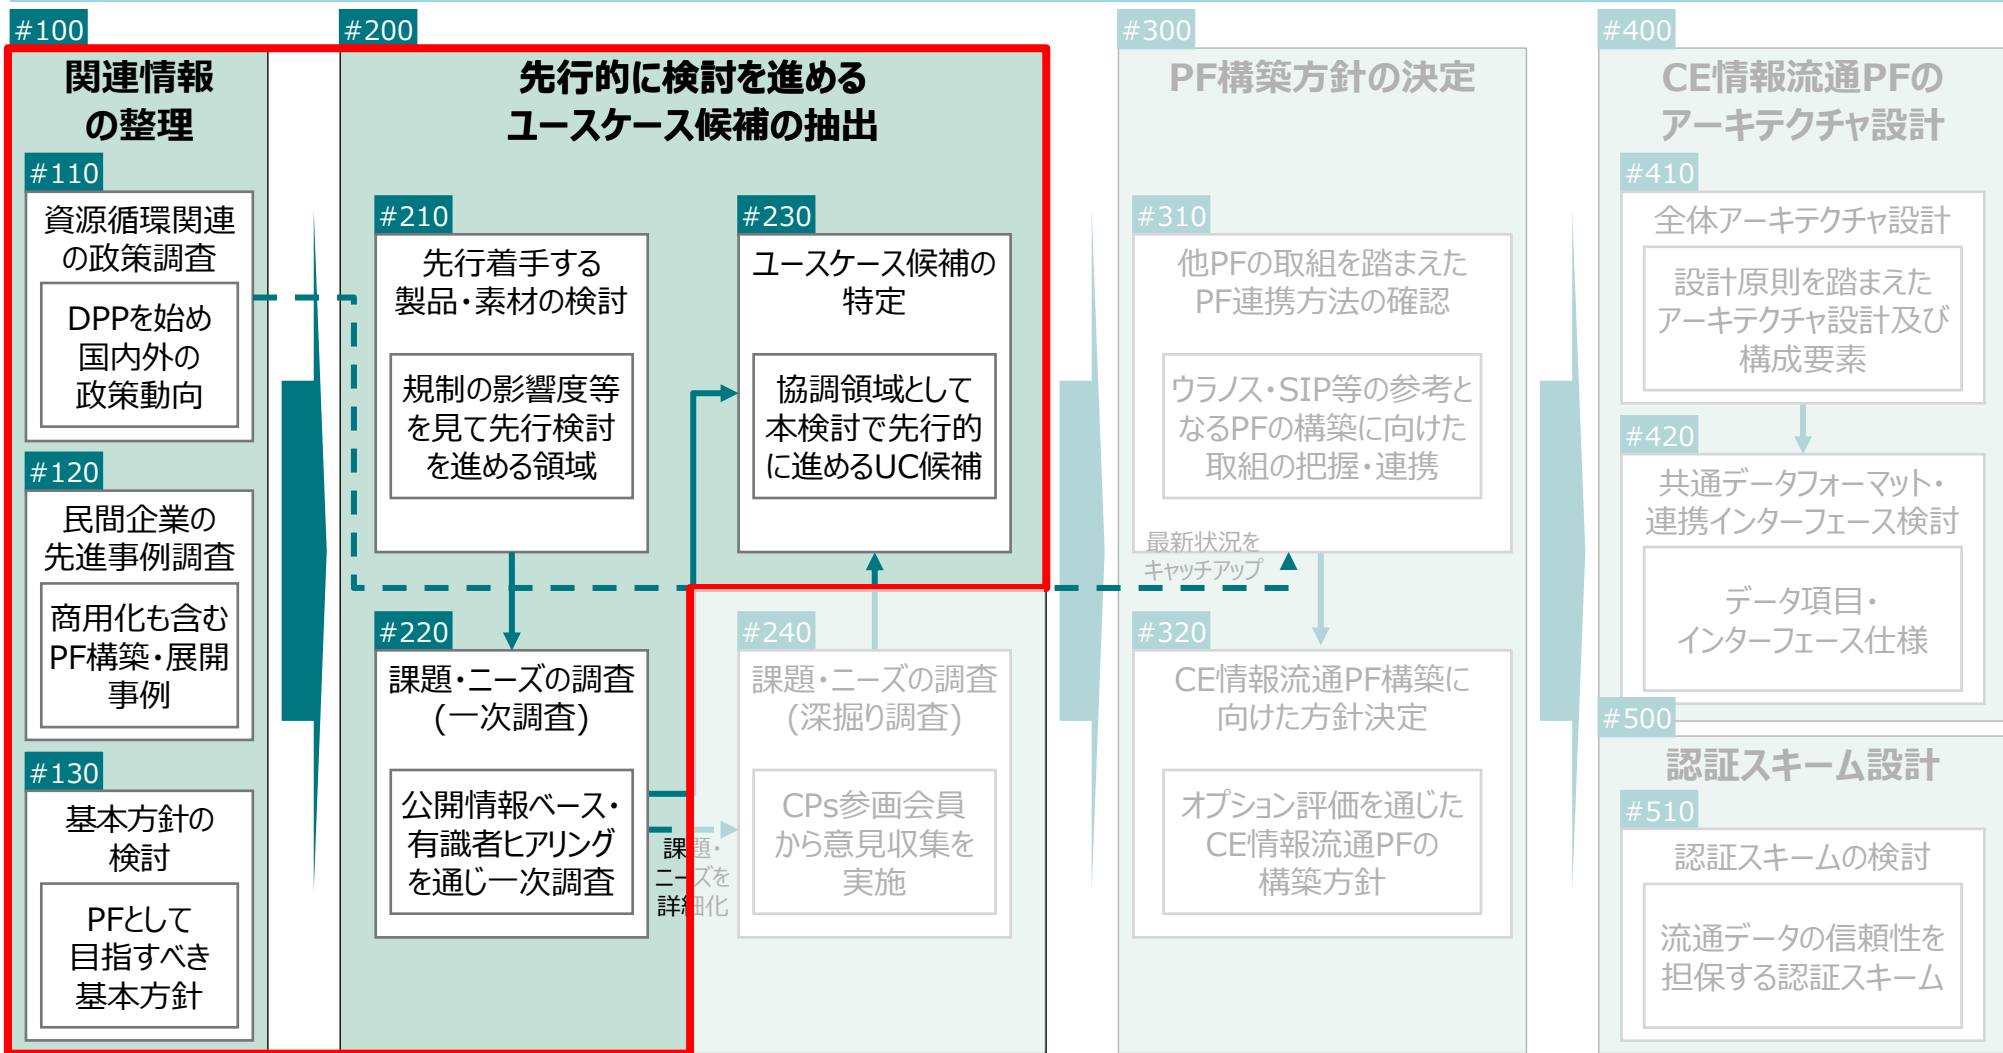 #100
関連情報
の整理
#110
資源循環関連
の政策調査
DPPを始め
国内外の
政策動向
#120
民間企業の
先進事例調査
商用化も含む
PF構築・展開
事例
#130
基本方針の
検討
PFとして
目指すべき
基本方針
#200
先行的に検討を進める
ユースケース候補の抽出
#210
先行着手する
製品・素材の検討
規制の影響度等
を見て先行検討
を進める領域
#220
課題・ニーズの調査
(一次調査)
公開情報ベース・
有識者ヒアリング
を通じ一次調査
課題・
ニーズを
詳細化
#230
ユースケース候補の
特定
協調領域として
本検討で先行的
に進めるUC候補
#240
課題・ニーズの調査
(深掘り調査)
CPs参画会員
から意見収集を
実施
#300
PF構築方針の決定
#310
他PFの取組を踏まえた
PF連携方法の確認
ウラノス・SIP等の参考と
なるPFの構築に向けた
取組の把握・連携
最新状況を
キャッチアップ
#320
CE情報流通PF構築に
向けた方針決定
オプション評価を通じた
CE情報流通PFの
構築方針
#400
CE情報流通PFの
アーキテクチャ設計
#410
全体アーキテクチャ設計
設計原則を踏まえた
アーキテクチャ設計及び
構成要素
#420
共通データフォーマット・
連携インターフェース検討
データ項目・
インターフェース仕様
#500
認証スキーム設計
#510
認証スキームの検討
流通データの信頼性を
担保する認証スキーム